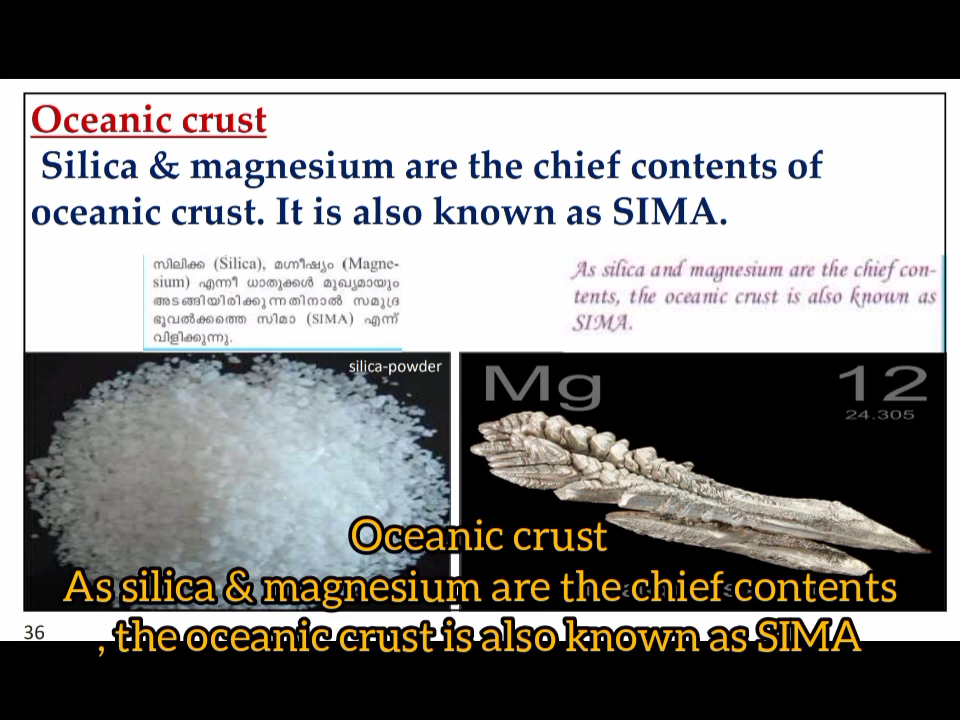 Oceanic crust
Silica & magnesium are the chief contents of
oceanic crust. It is also known as SIMA.
സിലിക്ക (Silica), മഗ്നീഷ്യം (Magne-
sium) എന്നീ ധാതുക്കൾ മുഖ്യമായും
അടങ്ങിയിരിക്കുന്നതിനാൽ സമുദ്ര
ഭൂവൽക്കത്തെ സിമാ (SIMA) എന്ന്
വിളിക്കുന്നു.
As silica and magnesium are the chief con-
tents, the oceanic crust is also known as
SIMA.
silica-powder
Mg 12
24.305
Oceanic crust
As silica & magnesium are the chief contents
, the oceanic crust is also known as SIMA
36